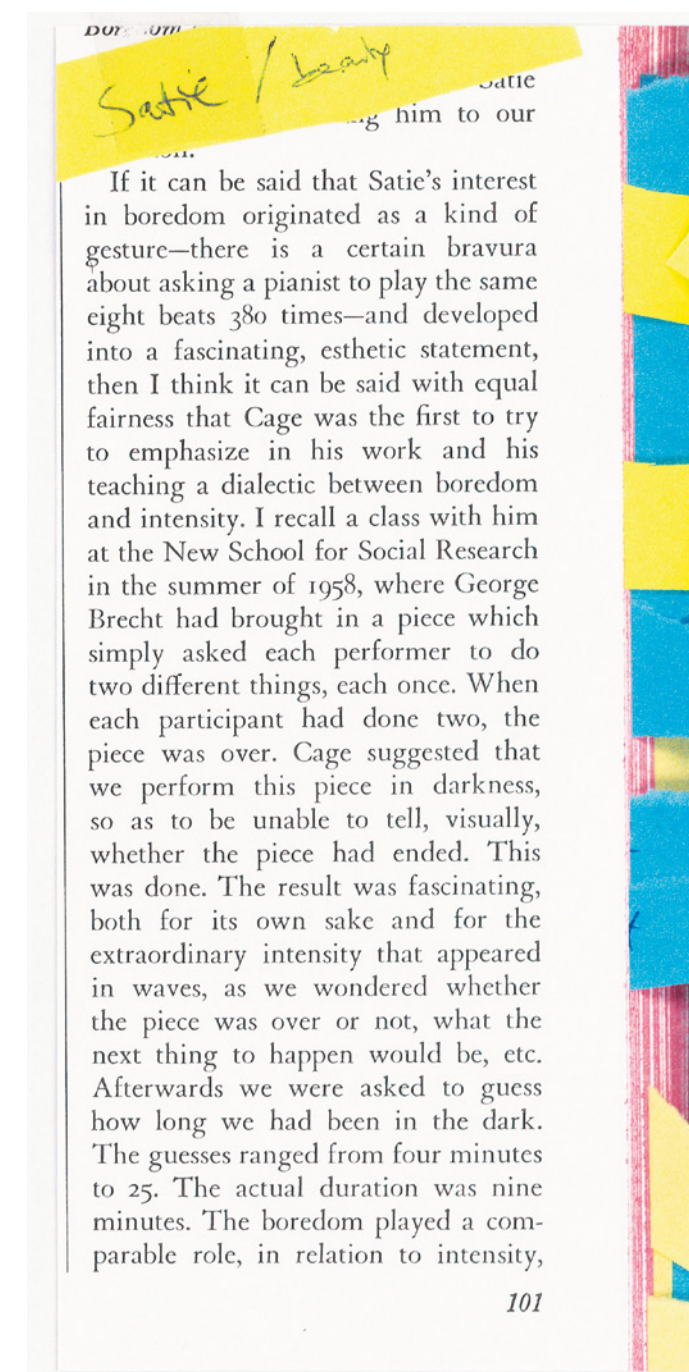 Satie / beauty
Satie
him to our
If it can be said that Satie's interest
in boredom originated as a kind of
gesture—there is a certain bravura
about asking a pianist to play the same
eight beats 380 times—and developed
into a fascinating, esthetic statement,
then I think it can be said with equal
fairness that Cage was the first to try
to emphasize in his work and his
teaching a dialectic between boredom
and intensity. I recall a class with him
at the New School for Social Research
in the summer of 1958, where George
Brecht had brought in a piece which
simply asked each performer to do
two different things, each once. When
each participant had done two, the
piece was over. Cage suggested that
we perform this piece in darkness,
so as to be unable to tell, visually,
whether the piece had ended. This
was done. The result was fascinating,
both for its own sake and for the
extraordinary intensity that appeared
in waves, as we wondered whether
the piece was over or not, what the
next thing to happen would be, etc.
Afterwards we were asked to guess
how long we had been in the dark.
The guesses ranged from four minutes
to 25. The actual duration was nine
minutes. The boredom played a com-
parable role, in relation to intensity,
101